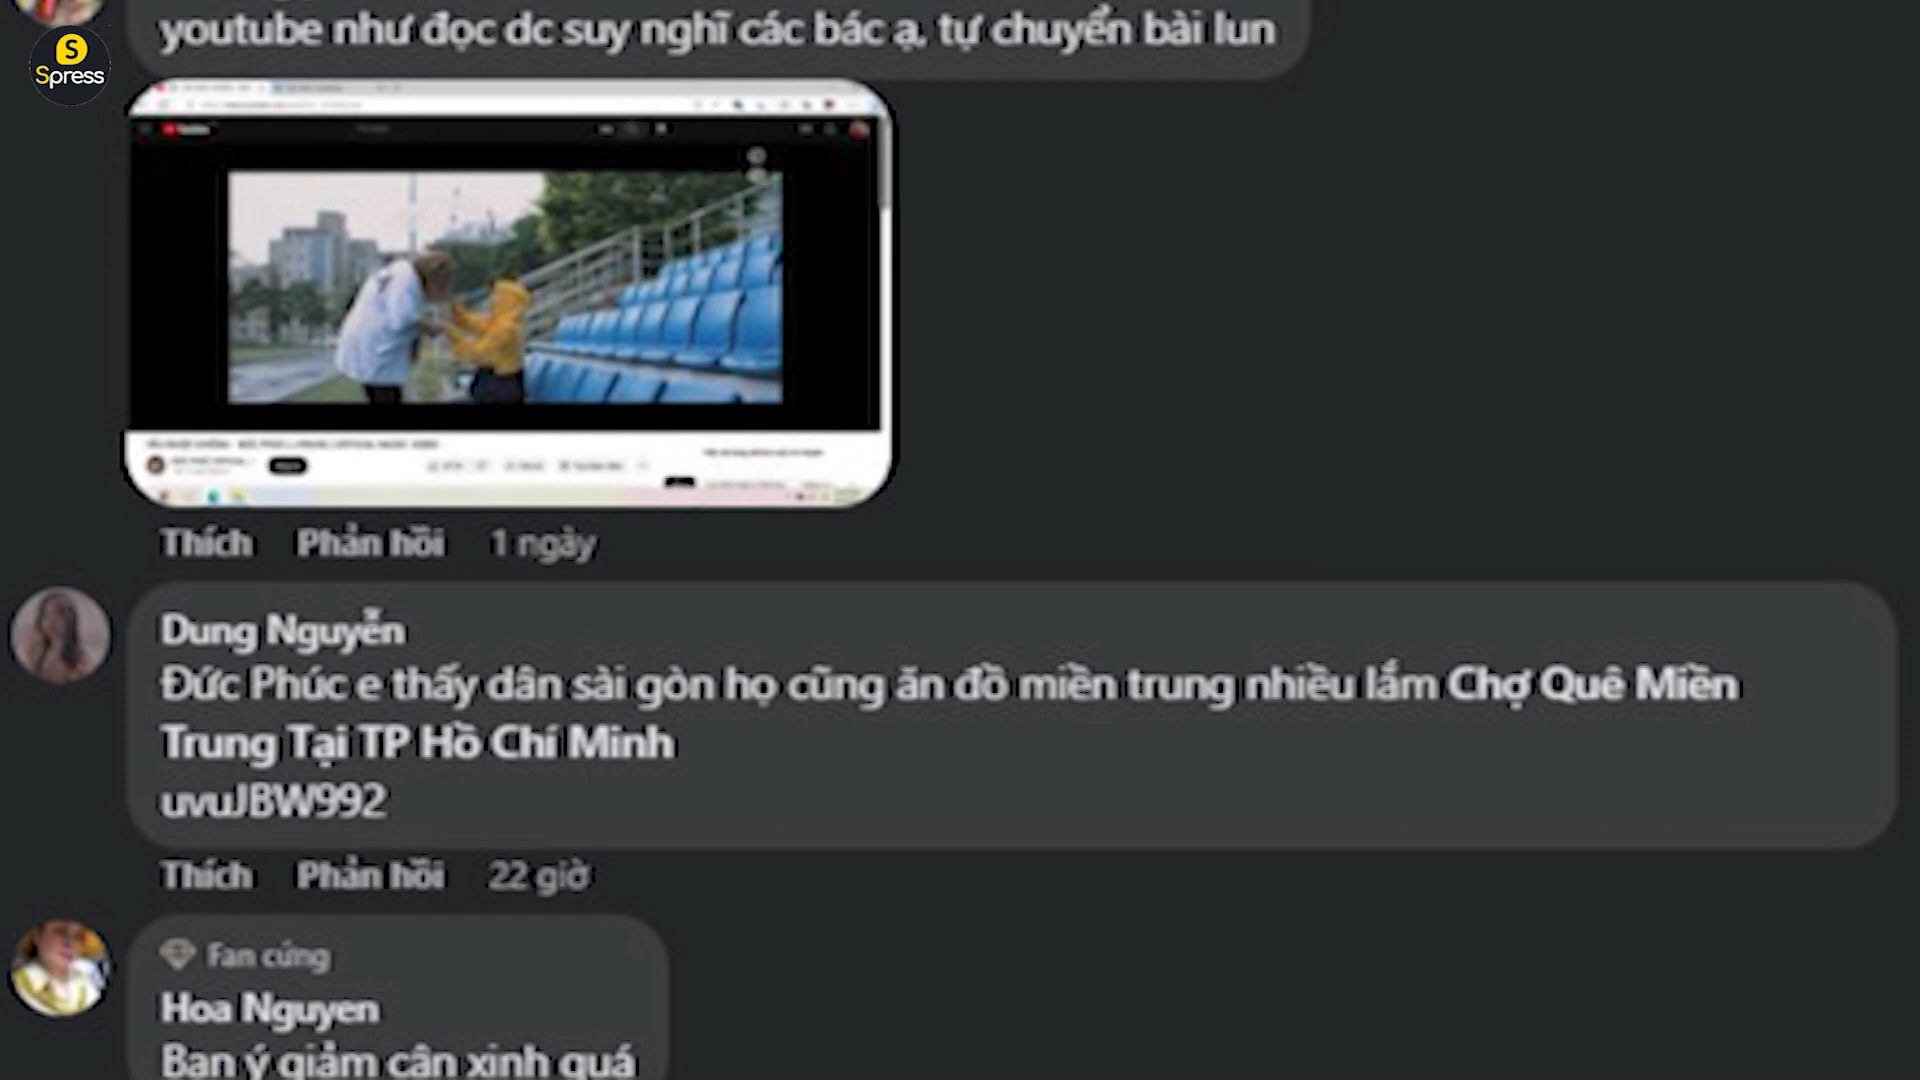 youtube như đọc dc suy nghĩ các bác ạ, tự chuyển bài lun
S
Spress
Thích Phản hồi 1 ngày
Dung Nguyễn
Đức Phúc e thấy dân sài gòn họ cũng ăn đồ miền trung nhiều lắm Chợ Quê Miền
Trung Tại TP Hồ Chí Minh
uvuJBW992
Thích Phản hồi 22 giờ
Fan cứng
Hoa Nguyen
Bạn ý giảm cân xinh quá